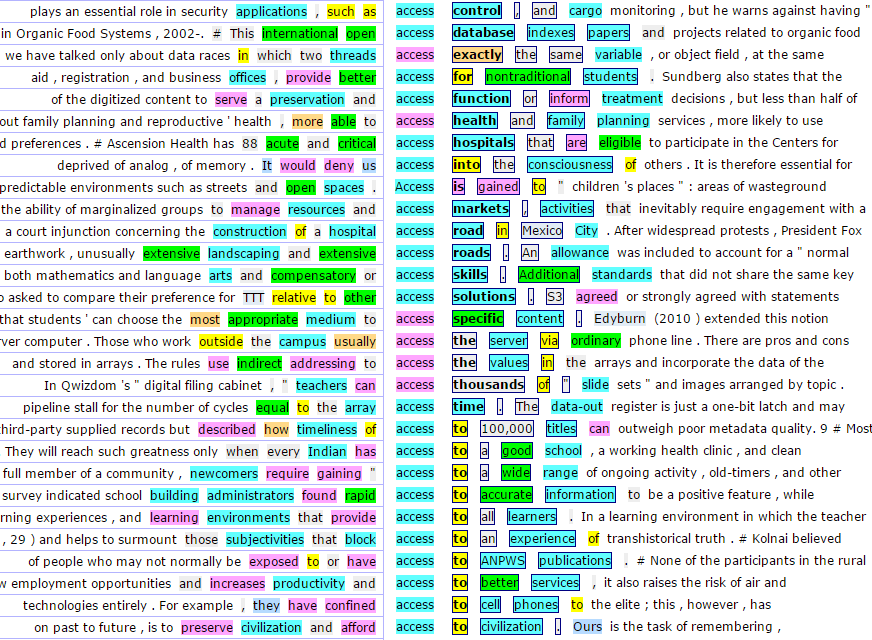 plays an essential role in security applications , such as access control , and cargo monitoring , but he warns against having "
in Organic Food Systems , 2002-. # This international open access database indexes papers and projects related to organic food
we have talked only about data races in which two threads access exactly the same variable , or object field , at the same
aid , registration , and business offices , provide better access for nontraditional students . Sundberg also states that the
of the digitized content to serve a preservation and access function or inform treatment decisions , but less than half of
out family planning and reproductive ' health , more able to access health and family planning services , more likely to use
d preferences . # Ascension Health has 88 acute and critical access hospitals that are eligible to participate in the Centers for
deprived of analog , of memory . It would deny us access into the consciousness of others . It is therefore essential for
predictable environments such as streets and open spaces . Access is gained to " children 's places " : areas of wasteground
the ability of marginalized groups to manage resources and access markets , activities that inevitably require engagement with a
a court injunction concerning the construction of a hospital access road in Mexico City . After widespread protests , President Fox
earthwork , unusually extensive landscaping and extensive access roads . An allowance was included to account for a " normal
both mathematics and language arts and compensatory or access skills . Additional standards that did not share the same key
o asked to compare their preference for TTT relative to other access solutions . S3 agreed or strongly agreed with statements
that students ' can choose the most appropriate medium to access specific content . Edyburn (2010 ) extended this notion
rver computer . Those who work outside the campus usually access the server via ordinary phone line . There are pros and cons
and stored in arrays . The rules use indirect addressing to access the values in the arrays and incorporate the data of the
In Qwizdom 's " digital filing cabinet , " teachers can access thousands of " slide sets " and images arranged by topic .
pipeline stall for the number of cycles equal to the array access time . The data-out register is just a one-bit latch and may
third-party supplied records but described how timeliness of access to 100,000 titles can outweigh poor metadata quality. 9 # Most
They will reach such greatness only when every Indian has access to a good school , a working health clinic , and clean
full member of a community , newcomers require gaining " access to a wide range of ongoing activity , old-timers , and other
survey indicated school building administrators found rapid access to accurate information to be a positive feature , while
rning experiences , and learning environments that provide access to all learners . In a learning environment in which the teacher
, 29 ) and helps to surmount those subjectivities that block access to an experience of transhistorical truth . # Kolnai believed
of people who may not normally be exposed to or have access to ANPWS publications . # None of the participants in the rural
w employment opportunities and increases productivity and access to better services , it also raises the risk of air and
technologies entirely . For example , they have confined access to cell phones to the elite ; this , however , has
on past to future , is to preserve civilization and afford access to civilization . Ours is the task of remembering ,